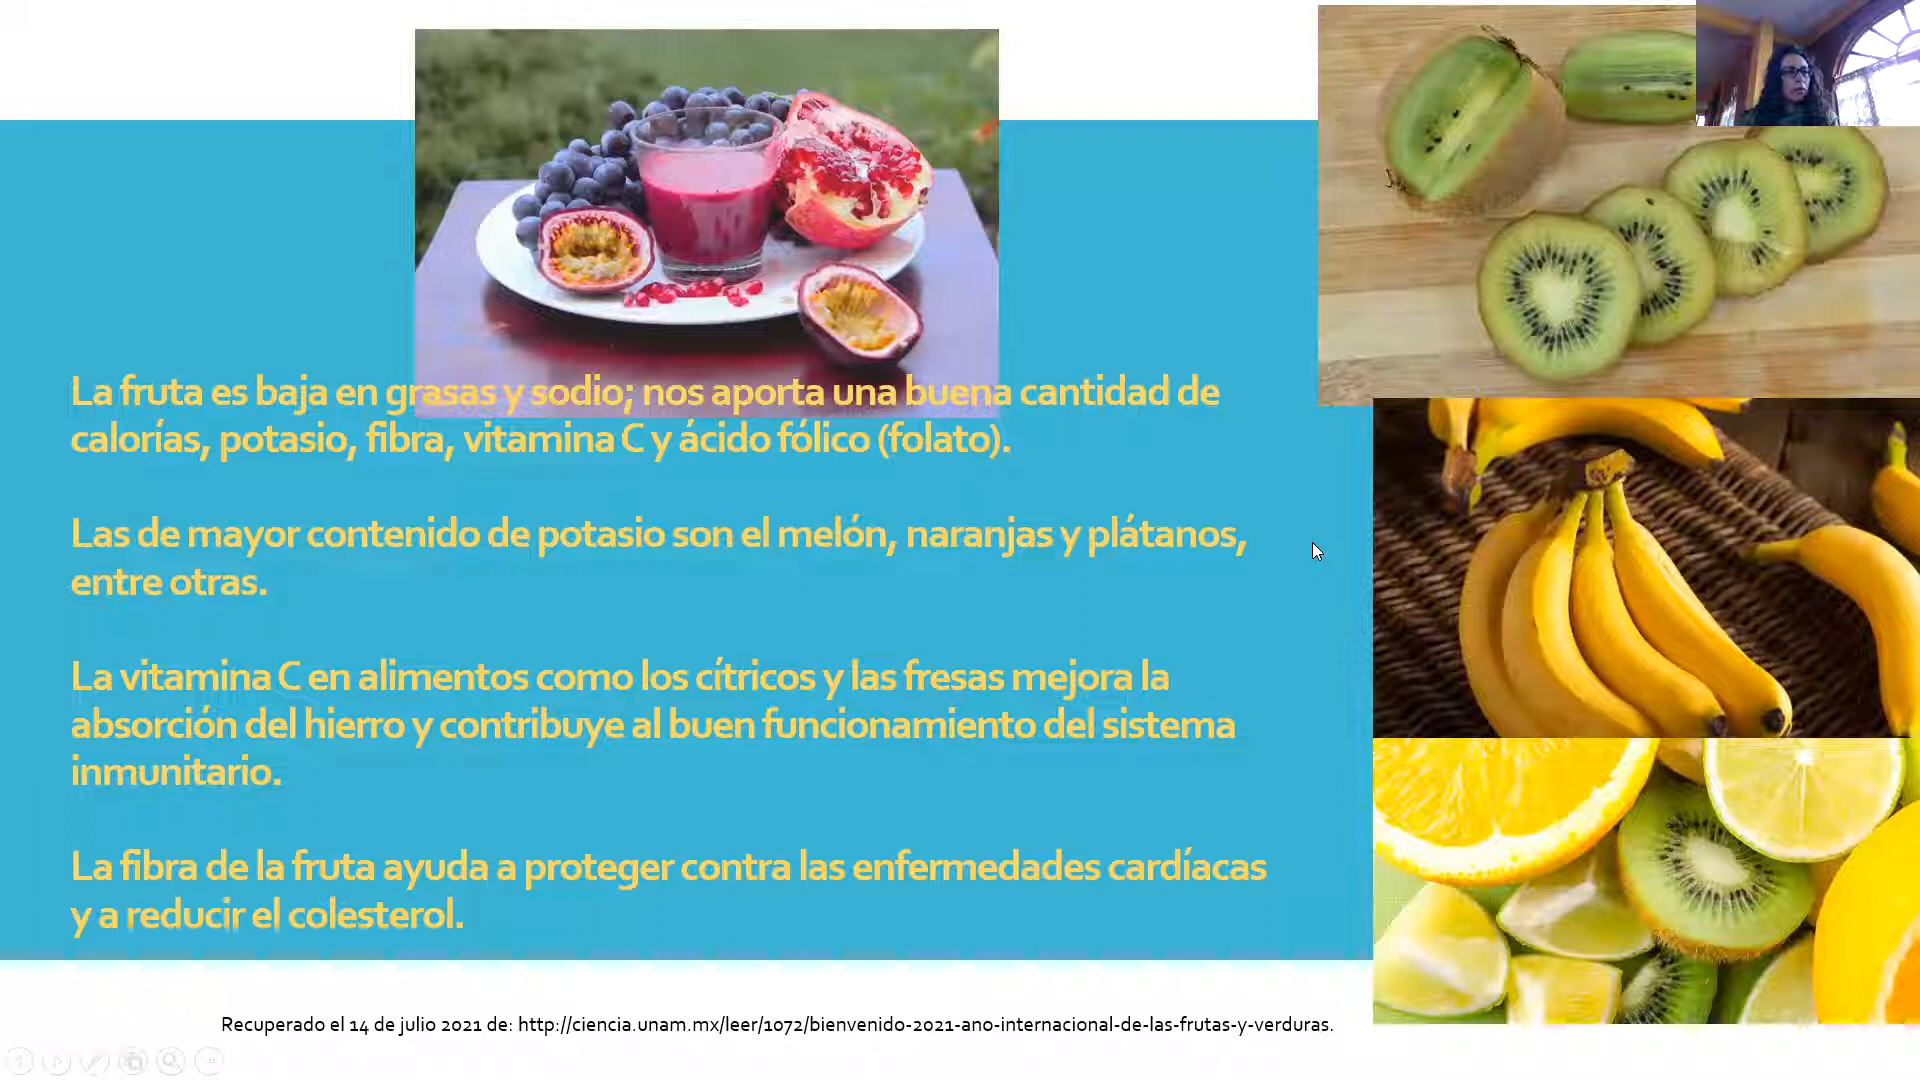 La fruta es baja en grasas y sodio; nos aporta una buena cantidad de
calorías, potasio, fibra, vitamina C y ácido fólico (folato).
Las de mayor contenido de potasio son el melón, naranjas y plátanos,
entre otras.
La vitamina C en alimentos como los cítricos y las fresas mejora la
absorción del hierro y contribuye al buen funcionamiento del sistema
inmunitario.
La fibra de la fruta ayuda a proteger contra las enfermedades cardíacas
y a reducir el colesterol.
Recuperado el 14 de julio 2021 de: http://ciencia.unam.mx/leer/1072/bienvenido-2021-ano-internacional-de-las-frutas-y-verduras.